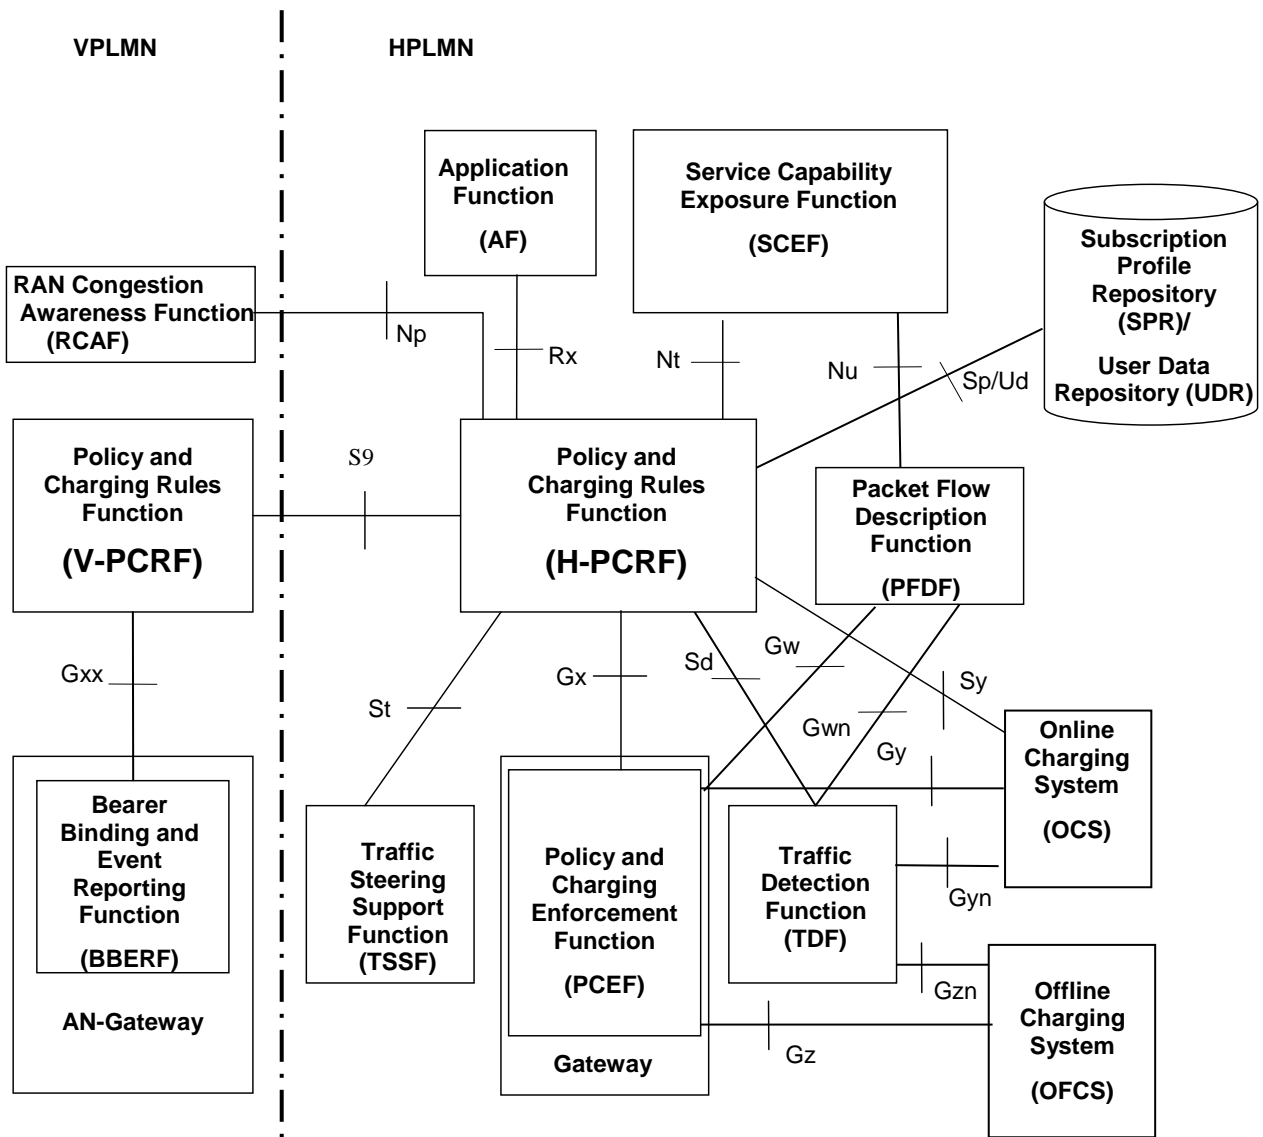 VPLMN
HPLMN
Application
Function
(AF)
Service Capability
Exposure Function
(SCEF)
Subscription
Profile
Repository
(SPR)/
User Data
Repository (UDR)
RAN Congestion
Awareness Function
(RCAF)
Np
Rx
Nt
Nu
Sp/Ud
Policy and
Charging Rules
Function
(V-PCRF)
S9
Policy and
Charging Rules
Function
(H-PCRF)
Packet Flow
Description
Function
(PFDF)
Gxx
St
Gx
Sd
Gw
Gwn
Sy
Gy
Bearer
Binding and
Event
Reporting
Function
(BBERF)
AN-Gateway
Traffic
Steering
Support
Function
(TSSF)
Policy and
Charging
Enforcement
Function
(PCEF)
Gateway
Traffic
Detection
Function
(TDF)
Online
Charging
System
(OCS)
Gyn
Gzn
Gz
Offline
Charging
System
(OFCS)